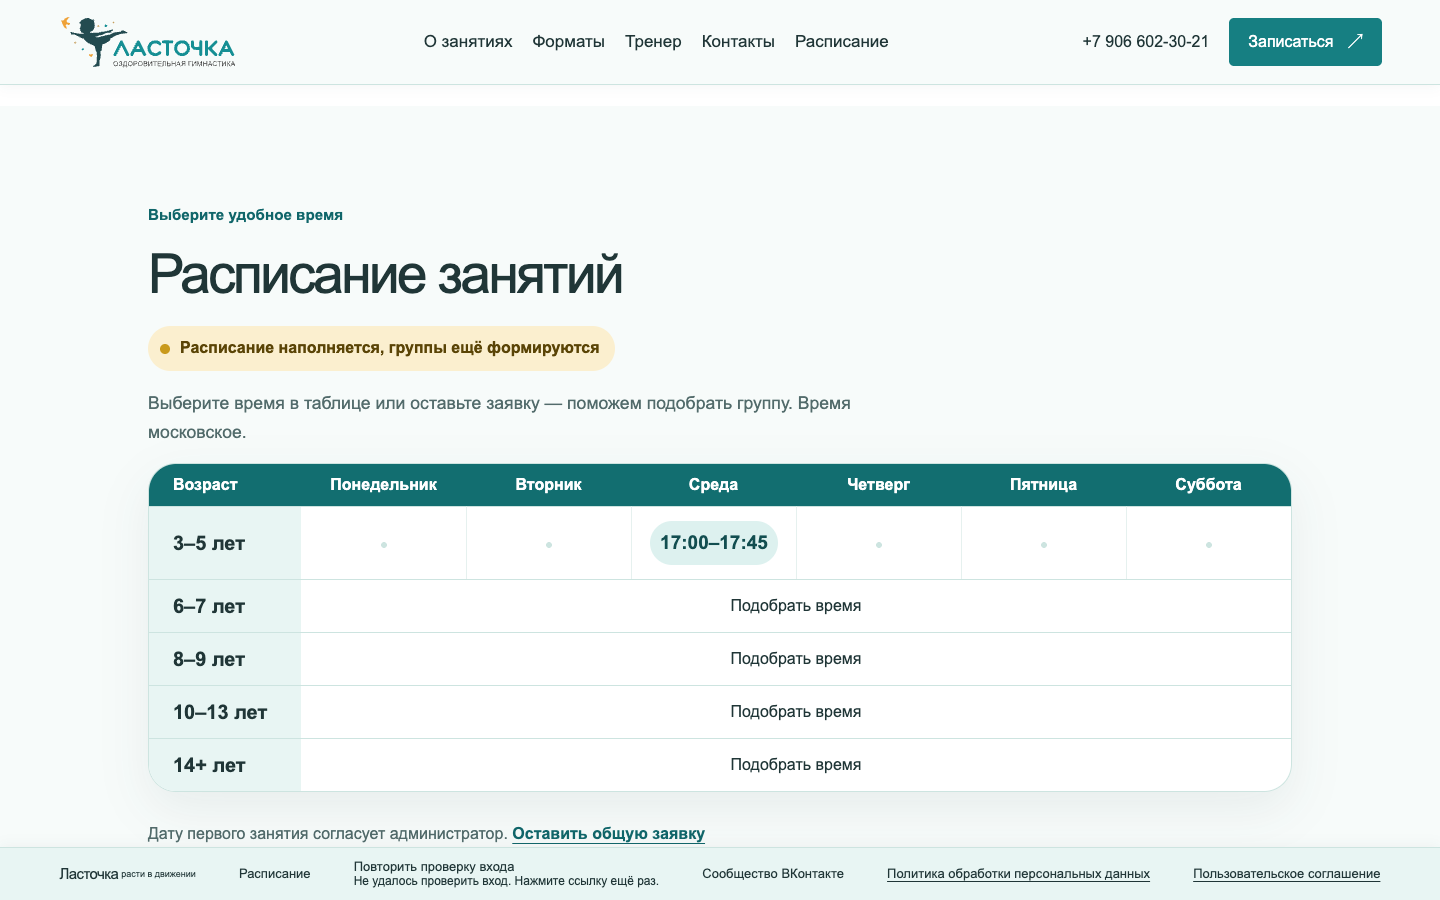 ЛАСТОЧКА
ОЗДОРОВИТЕЛЬНАЯ ГИМНАСТИКА
О занятиях Форматы Тренер Контакты Расписание
+7 906 602-30-21
Записаться
Выберите удобное время
Расписание занятий
Расписание наполняется, группы ещё формируются
Выберите время в таблице или оставьте заявку — поможем подобрать группу. Время
московское.
Возраст Понедельник Вторник Среда Четверг Пятница Суббота
3–5 лет 17:00–17:45
6–7 лет Подобрать время
8–9 лет Подобрать время
10–13 лет Подобрать время
14+ лет Подобрать время
Дату первого занятия согласует администратор. Оставить общую заявку
Ласточка расти в движении
Расписание
Повторить проверку входа
Не удалось проверить вход. Нажмите ссылку ещё раз.
Сообщество ВКонтакте
Политика обработки персональных данных
Пользовательское соглашение